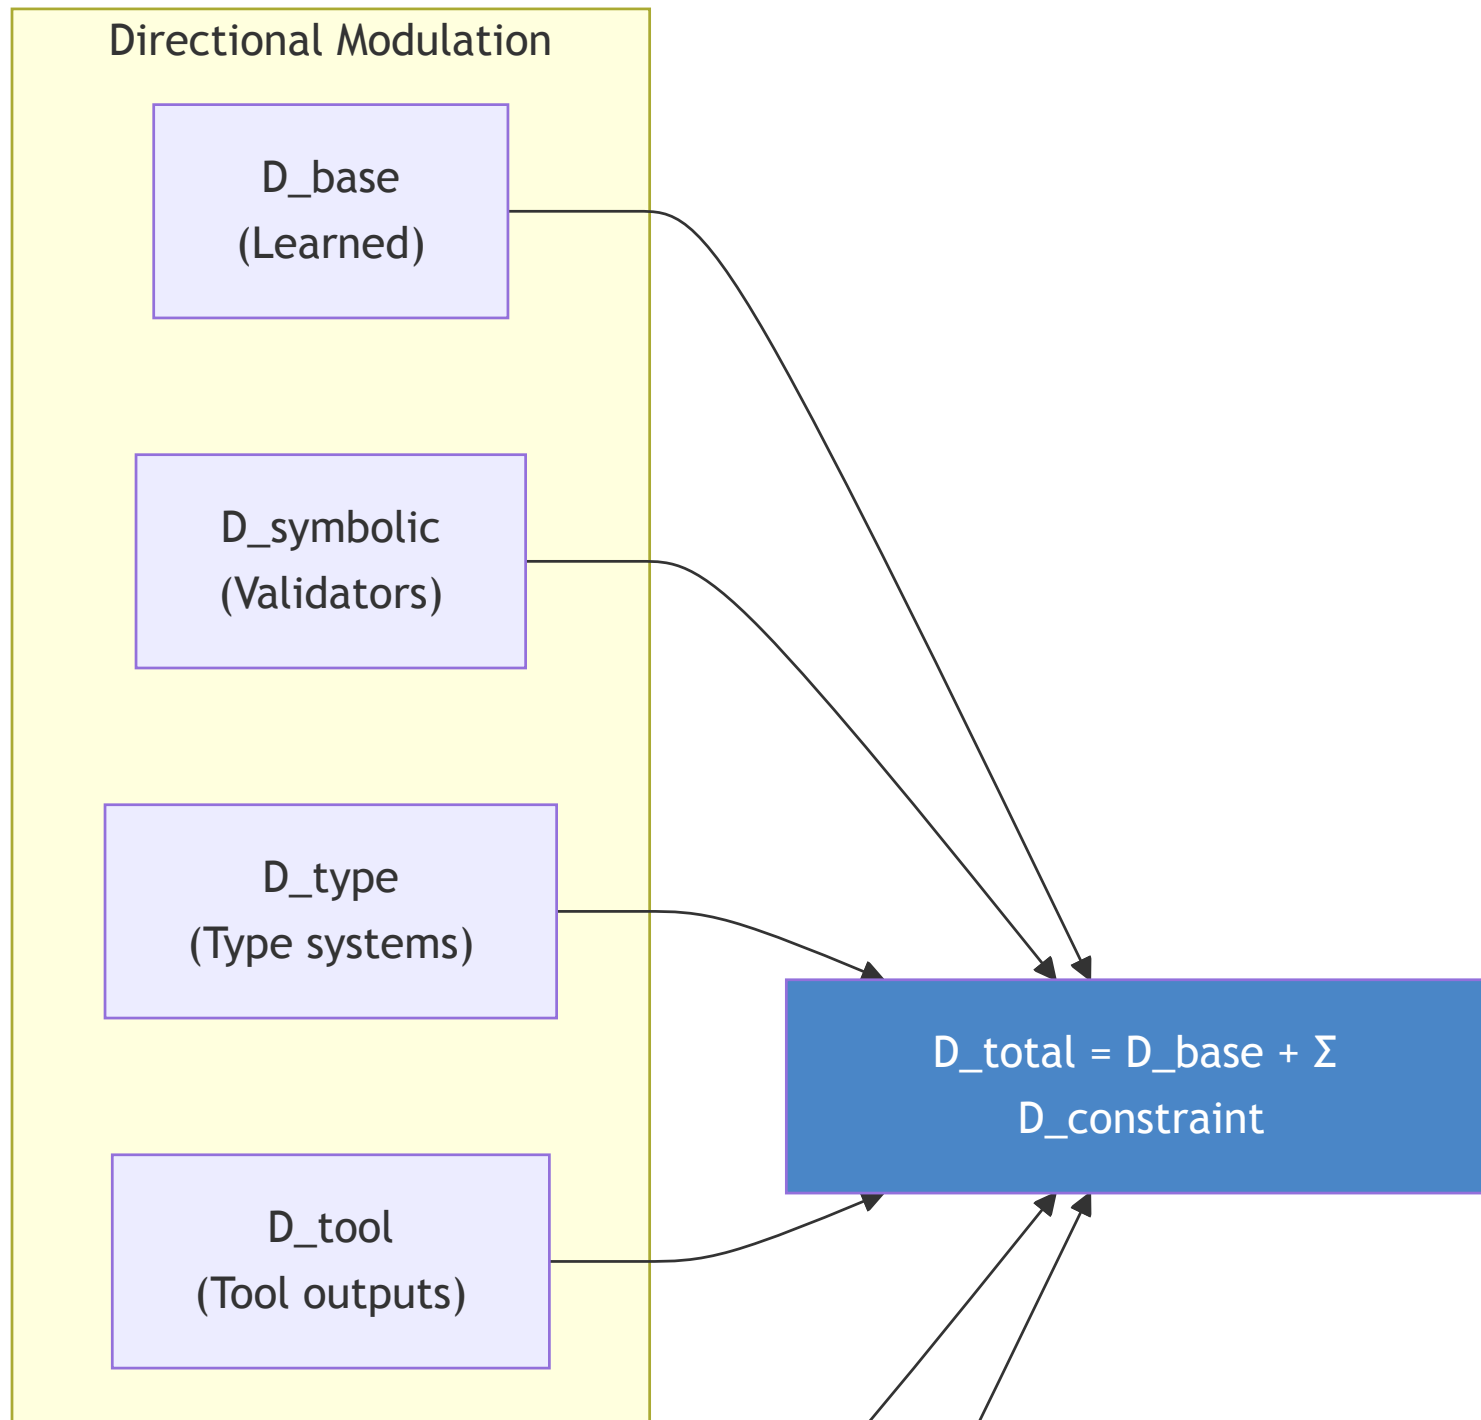 Directional Modulation
D_base
(Learned)
D_symbolic
(Validators)
D_type
(Type systems)
D_total = D_base + Σ
D_constraint
D_tool
(Tool outputs)